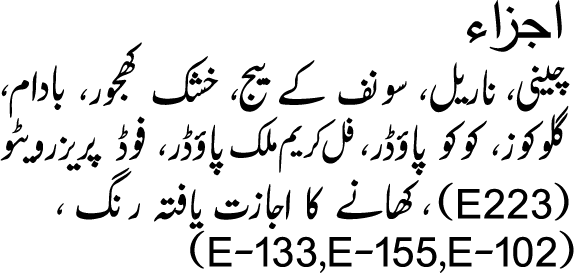 اجزاء
چینی، ناریل، سونف کے بیج، خشک کھجور، بادام،
گلوکوز، کوکو پاؤڈر، فل کریم ملک پاؤڈر، فوڈ پریزرویٹو
(E223)، کھانے کا اجازت یافتہ رنگ ،
(E-133,E-155,E-102)